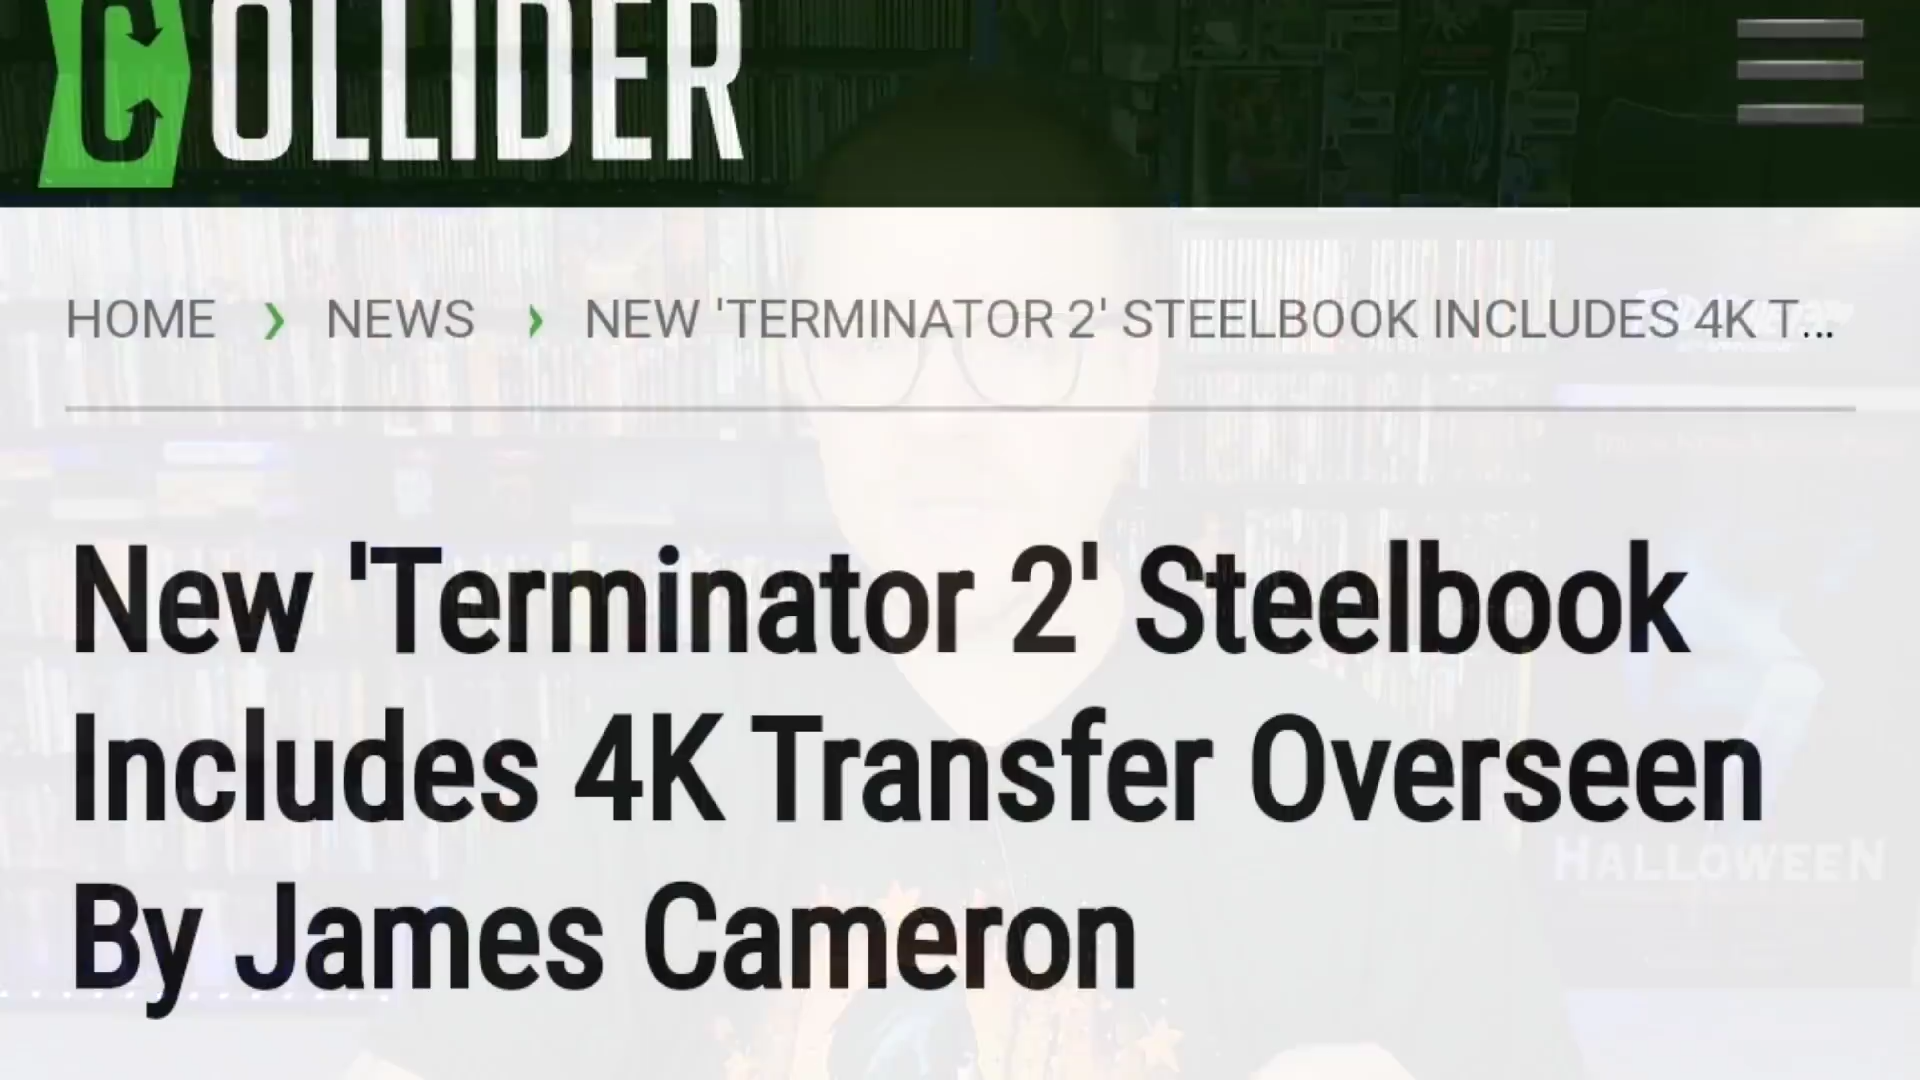 COLLIDER
HOME › NEWS › NEW 'TERMINATOR 2' STEELBOOK INCLUDES 4K T...
New 'Terminator 2' Steelbook
Includes 4K Transfer Overseen
By James Cameron
HALLOWEEN